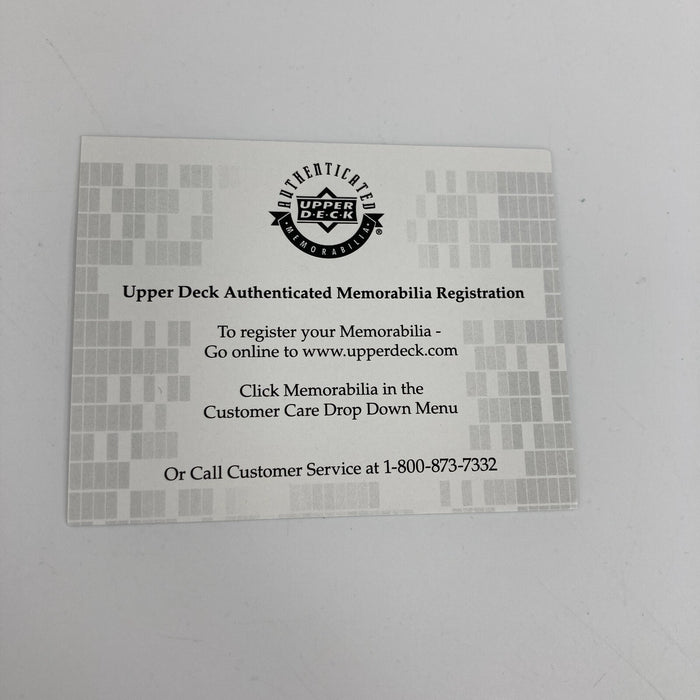 AUTHENTICATED
UPPER
D·E·C·K
·MEMORABILIA·
®
Upper Deck Authenticated Memorabilia Registration
To register your Memorabilia -
Go online to www.upperdeck.com
Click Memorabilia in the
Customer Care Drop Down Menu
Or Call Customer Service at 1-800-873-7332